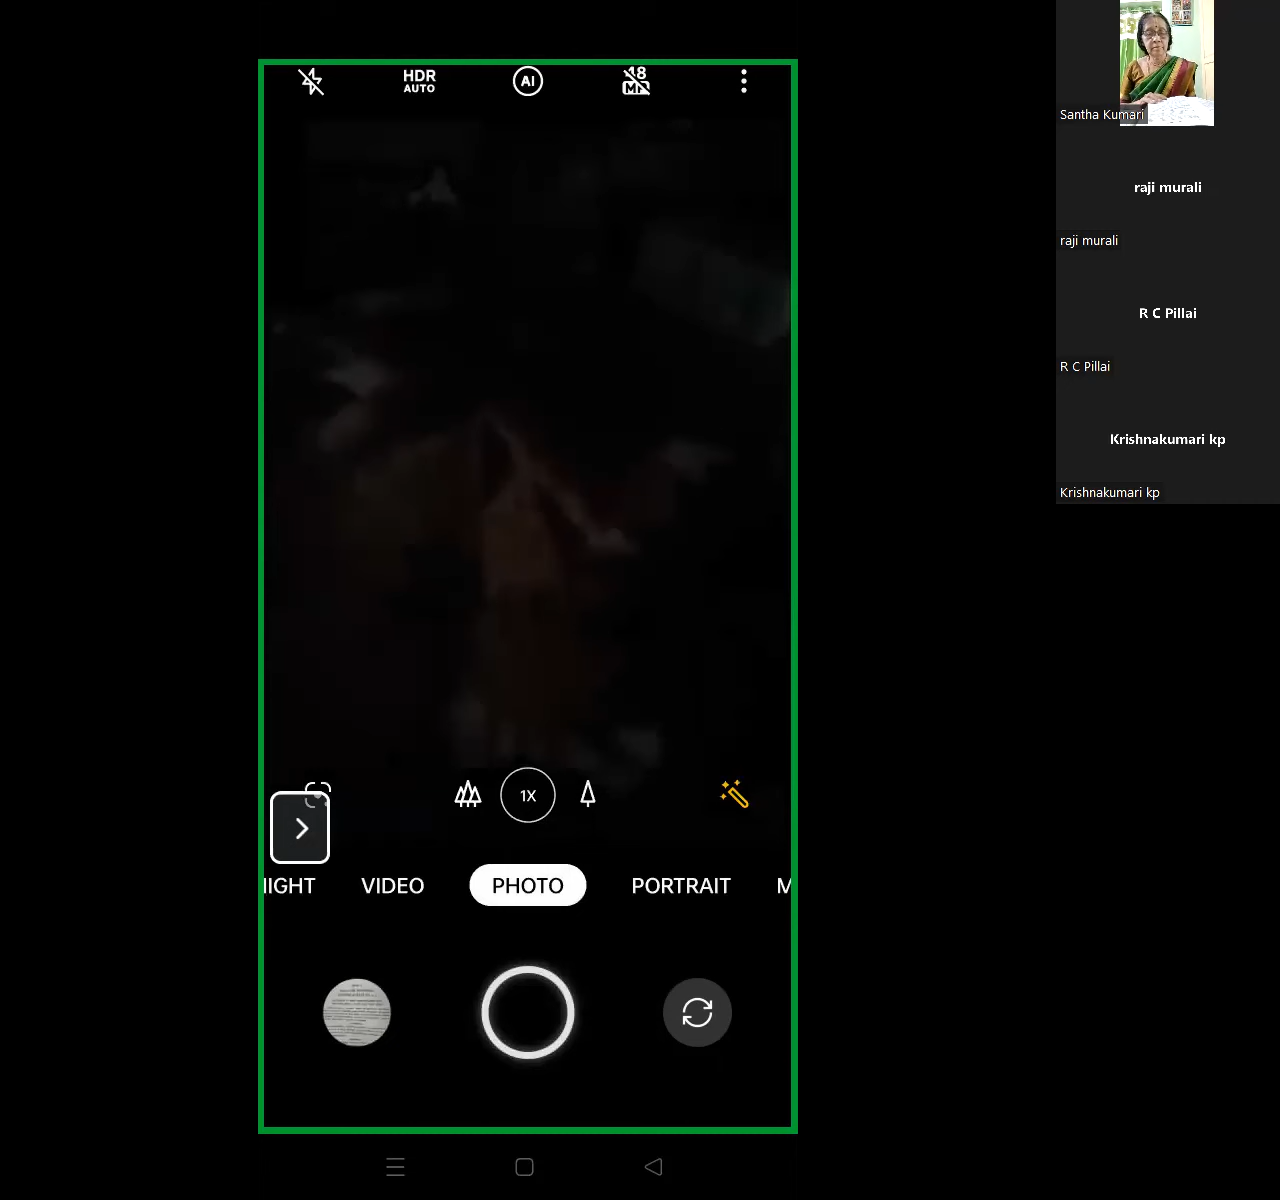 HDR
AUTO
AI
48
1X
VIDEO
PHOTO
PORTRAIT
M
Santha Kumari
raji murali
raji murali
R C Pillai
R C Pillai
Krishnakumari kp
Krishnakumari kp